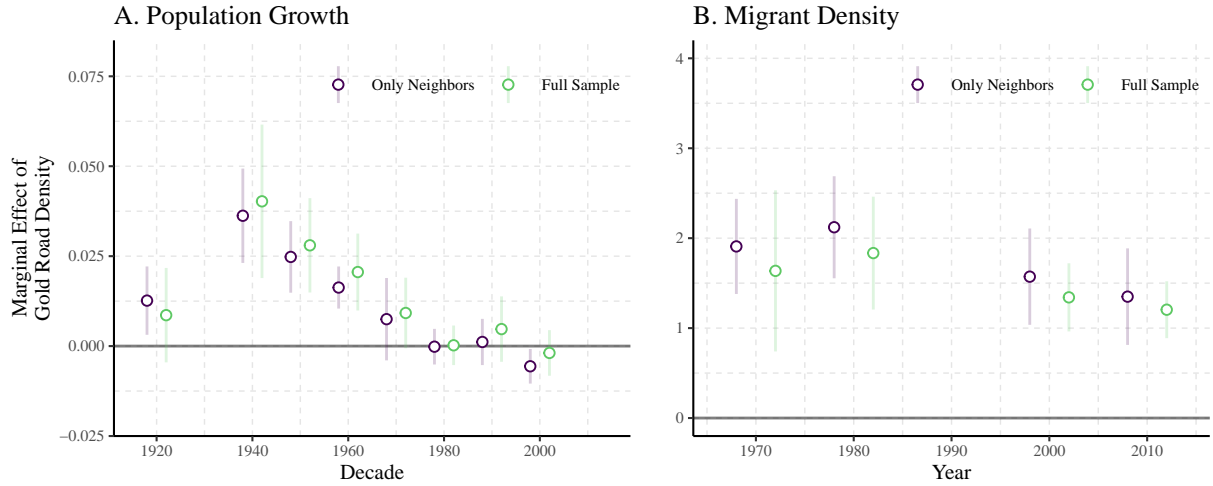 A. Population Growth
Marginal Effect of
Gold Road Density
0.075
0.050
0.025
0.000
−0.025
Only Neighbors
Full Sample
1920 1940 1960 1980 2000
Decade
B. Migrant Density
4
3
2
1
0
Only Neighbors
Full Sample
1970 1980 1990 2000 2010
Year